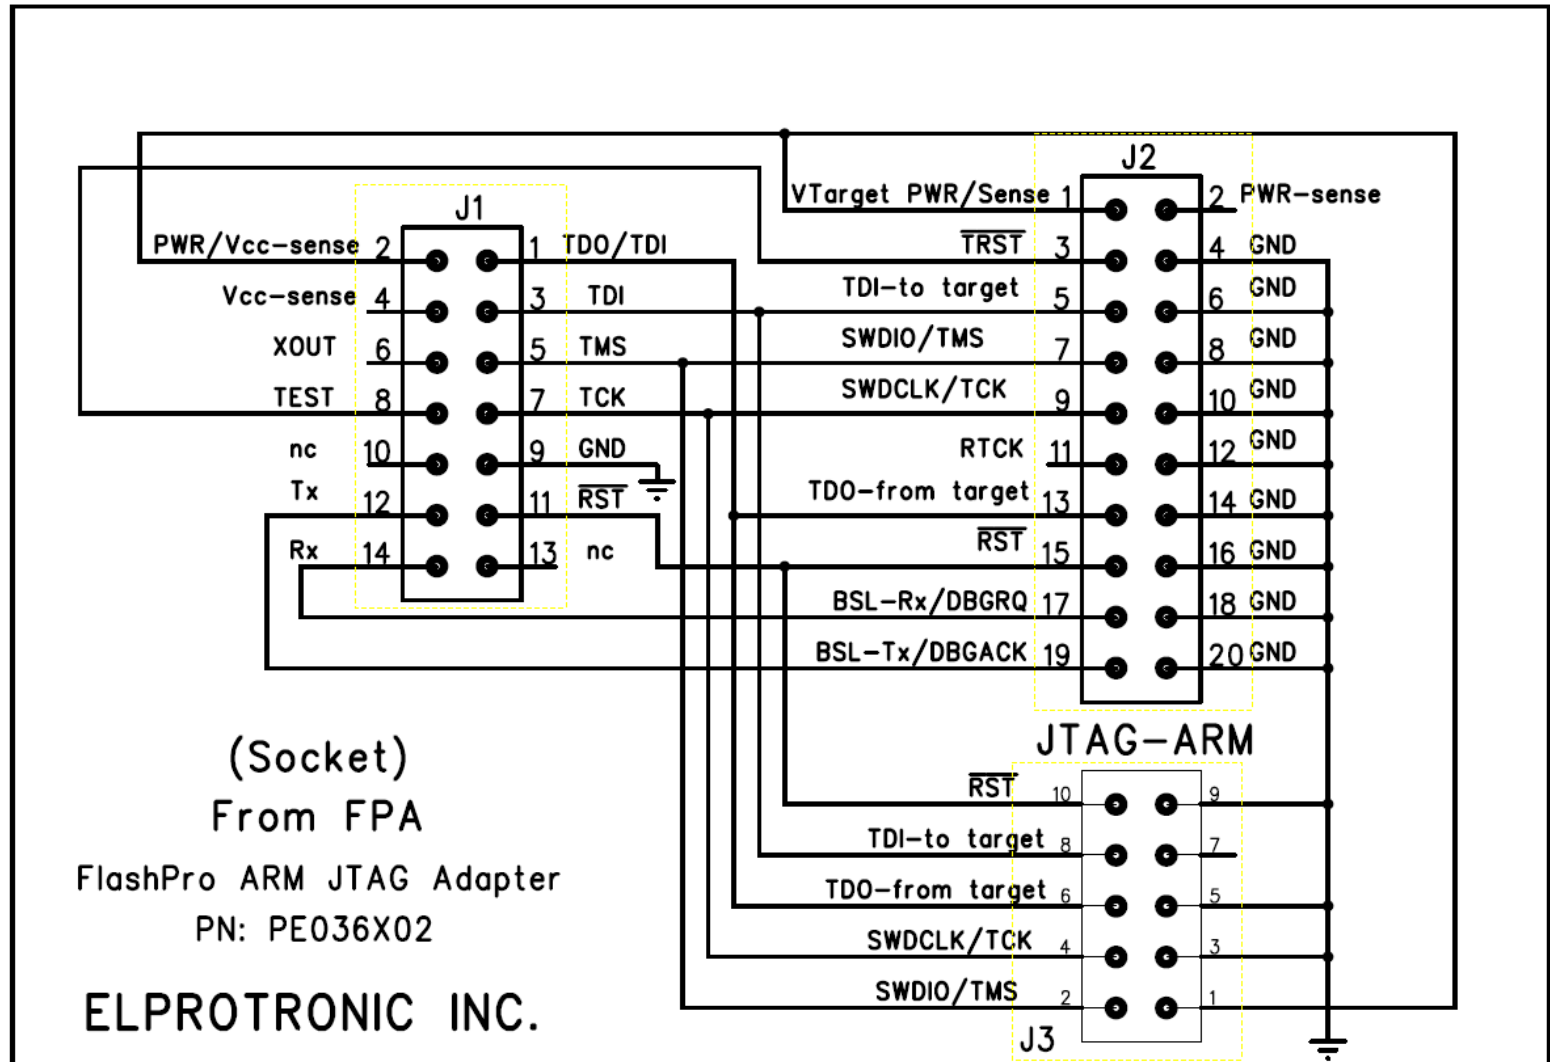 J2
VTarget PWR/Sense 1
2 PWR-sense
J1
PWR/Vcc-sense 2
1 TDO/TDI
TRST 3
4 GND
Vcc-sense 4
3 TDI
TDI-to target 5
6 GND
XOUT 6
5 TMS
SWDIO/TMS 7
8 GND
TEST 8
7 TCK
SWDCLK/TCK 9
10 GND
nc 10
9 GND
RTCK 11
12 GND
Tx 12
11 RST
TDO-from target 13
14 GND
Rx 14
13 nc
RST 15
16 GND
BSL-Rx/DBGRQ 17
18 GND
BSL-Tx/DBGACK 19
20 GND
JTAG-ARM
(Socket)
From FPA
FlashPro ARM JTAG Adapter
PN: PE036X02
ELPROTRONIC INC.
RST 10
9
TDI-to target 8
7
TDO-from target 6
5
SWDCLK/TCK 4
3
SWDIO/TMS 2
1
J3